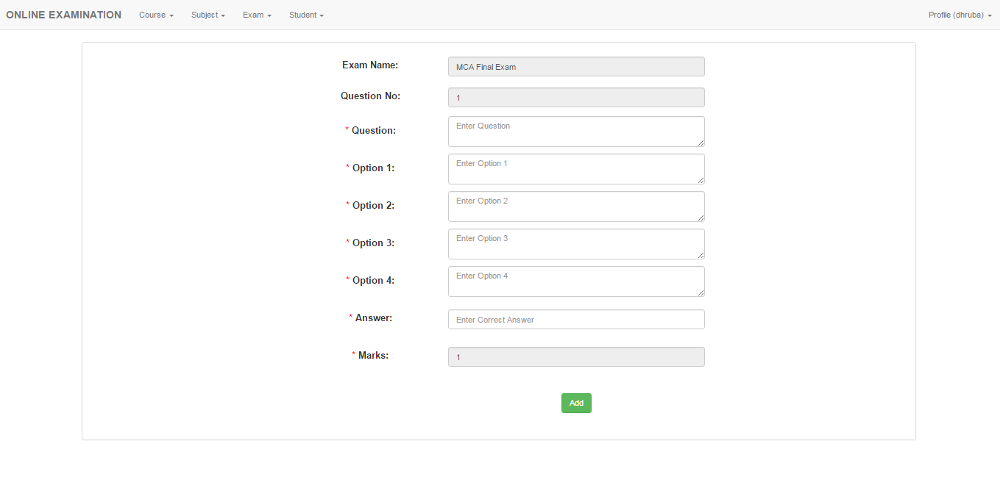 ONLINE EXAMINATION Course Subject Exam Student Profile (dhruba)
Exam Name: MCA Final Exam
Question No: 1
* Question: Enter Question
* Option 1: Enter Option 1
* Option 2: Enter Option 2
* Option 3: Enter Option 3
* Option 4: Enter Option 4
* Answer: Enter Correct Answer
* Marks: 1
Add